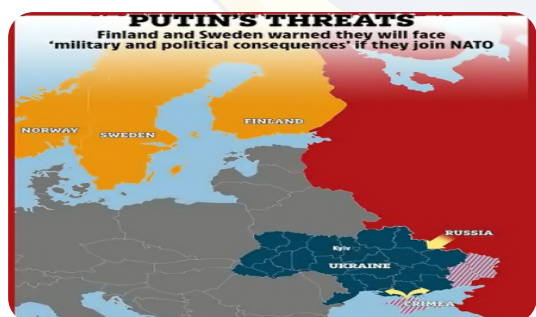 PUTIN'S THREATS
Finland and Sweden warned they will face
'military and political consequences' if they join NATO
NORWAY
SWEDEN
FINLAND
RUSSIA
Kyiv
UKRAINE
CRIMEA